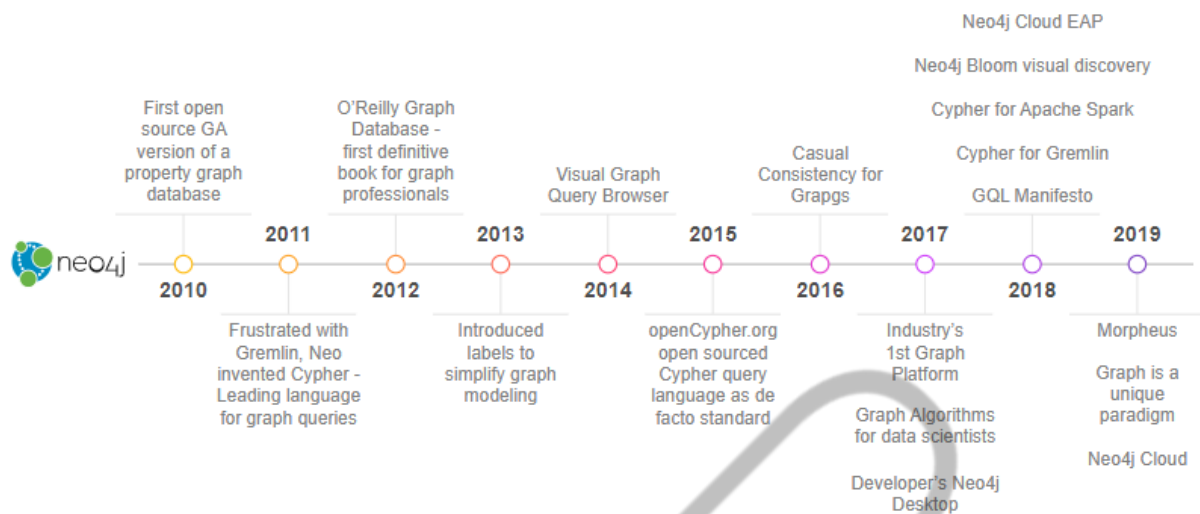 Neo4j Cloud EAP
Neo4j Bloom visual discovery
Cypher for Apache Spark
Cypher for Gremlin
GQL Manifesto
First open
source GA
version of a
property graph
database
O'Reilly Graph
Database -
first definitive
book for graph
professionals
Visual Graph
Query Browser
Casual
Consistency for
Grapgs
2011
2013
2015
2017
2019
neo4j
2010
2012
2014
2016
2018
Frustrated with
Gremlin, Neo
invented Cypher -
Leading language
for graph queries
Introduced
labels to
simplify graph
modeling
openCypher.org
open sourced
Cypher query
language as de
facto standard
Industry's
1st Graph
Platform
Graph Algorithms
for data scientists
Developer's Neo4j
Desktop
Morpheus
Graph is a
unique
paradigm
Neo4j Cloud